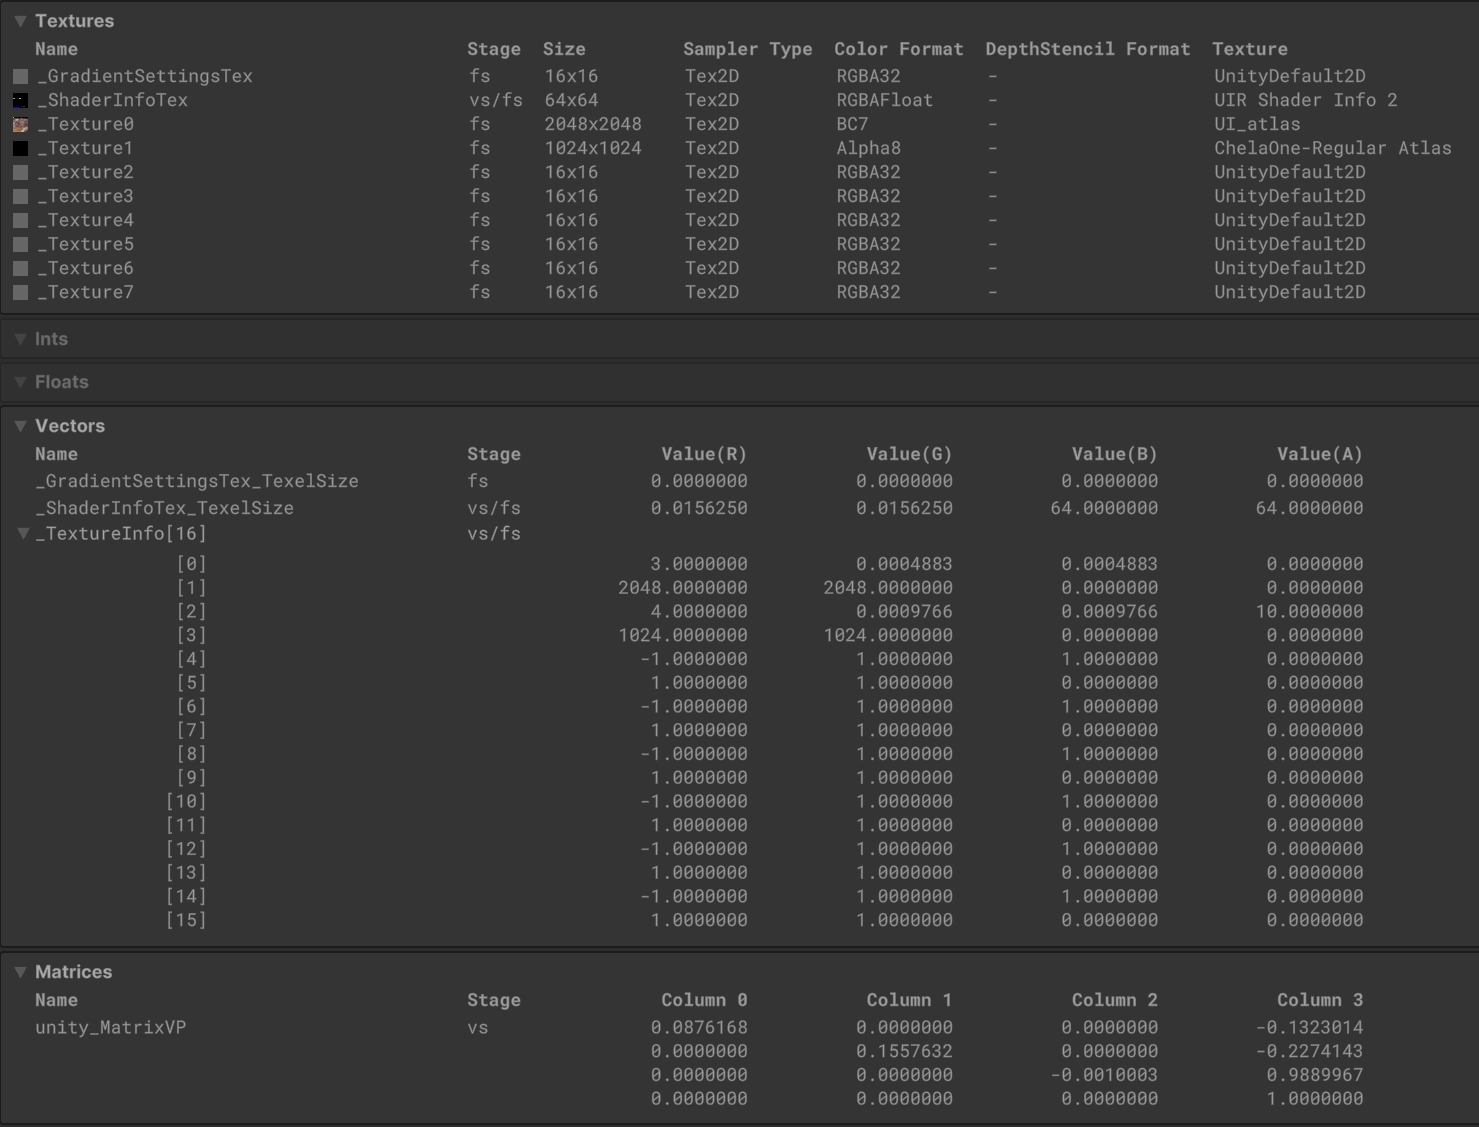 Textures
Name Stage Size Sampler Type Color Format DepthStencil Format Texture
_GradientSettingsTex fs 16x16 Tex2D RGBA32 - UnityDefault2D
_ShaderInfoTex vs/fs 64x64 Tex2D RGBAFloat - UIR Shader Info 2
_Texture0 fs 2048x2048 Tex2D BC7 - UI_atlas
_Texture1 fs 1024x1024 Tex2D Alpha8 - ChelaOne-Regular Atlas
_Texture2 fs 16x16 Tex2D RGBA32 - UnityDefault2D
_Texture3 fs 16x16 Tex2D RGBA32 - UnityDefault2D
_Texture4 fs 16x16 Tex2D RGBA32 - UnityDefault2D
_Texture5 fs 16x16 Tex2D RGBA32 - UnityDefault2D
_Texture6 fs 16x16 Tex2D RGBA32 - UnityDefault2D
_Texture7 fs 16x16 Tex2D RGBA32 - UnityDefault2D
Ints
Floats
Vectors
Name Stage Value(R) Value(G) Value(B) Value(A)
_GradientSettingsTex_TexelSize fs 0.0000000 0.0000000 0.0000000 0.0000000
_ShaderInfoTex_TexelSize vs/fs 0.0156250 0.0156250 64.0000000 64.0000000
_TextureInfo[16] vs/fs
[0] 3.0000000 0.0004883 0.0004883 0.0000000
[1] 2048.0000000 2048.0000000 0.0000000 0.0000000
[2] 4.0000000 0.0009766 0.0009766 10.0000000
[3] 1024.0000000 1024.0000000 0.0000000 0.0000000
[4] -1.0000000 1.0000000 1.0000000 0.0000000
[5] 1.0000000 1.0000000 0.0000000 0.0000000
[6] -1.0000000 1.0000000 1.0000000 0.0000000
[7] 1.0000000 1.0000000 0.0000000 0.0000000
[8] -1.0000000 1.0000000 1.0000000 0.0000000
[9] 1.0000000 1.0000000 0.0000000 0.0000000
[10] -1.0000000 1.0000000 1.0000000 0.0000000
[11] 1.0000000 1.0000000 0.0000000 0.0000000
[12] -1.0000000 1.0000000 1.0000000 0.0000000
[13] 1.0000000 1.0000000 0.0000000 0.0000000
[14] -1.0000000 1.0000000 1.0000000 0.0000000
[15] 1.0000000 1.0000000 0.0000000 0.0000000
Matrices
Name Stage Column 0 Column 1 Column 2 Column 3
unity_MatrixVP vs 0.0876168 0.0000000 0.0000000 -0.1323014
0.0000000 0.1557632 0.0000000 -0.2274143
0.0000000 0.0000000 -0.0010003 0.9889967
0.0000000 0.0000000 0.0000000 1.0000000